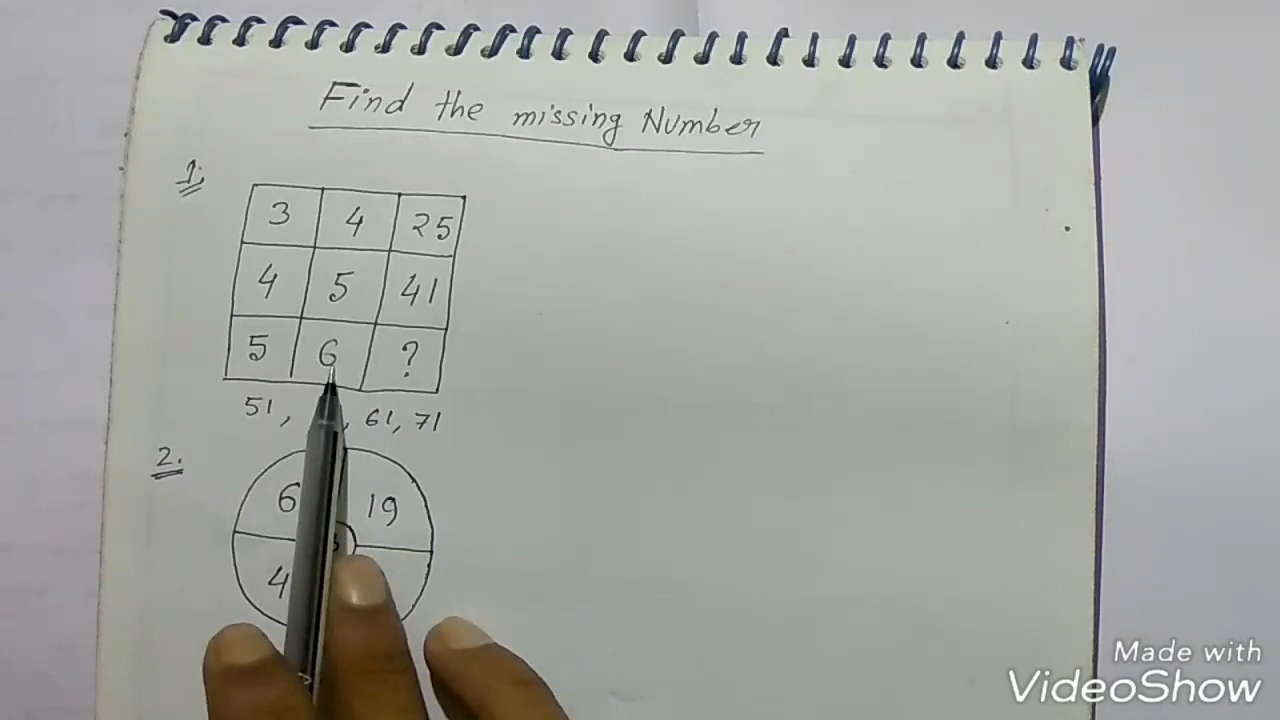 Find the missing Number
1.
3 4 25
4 5 41
5 6 ?
51, , 61, 71
2.
6 19
4
Made with
VideoShow